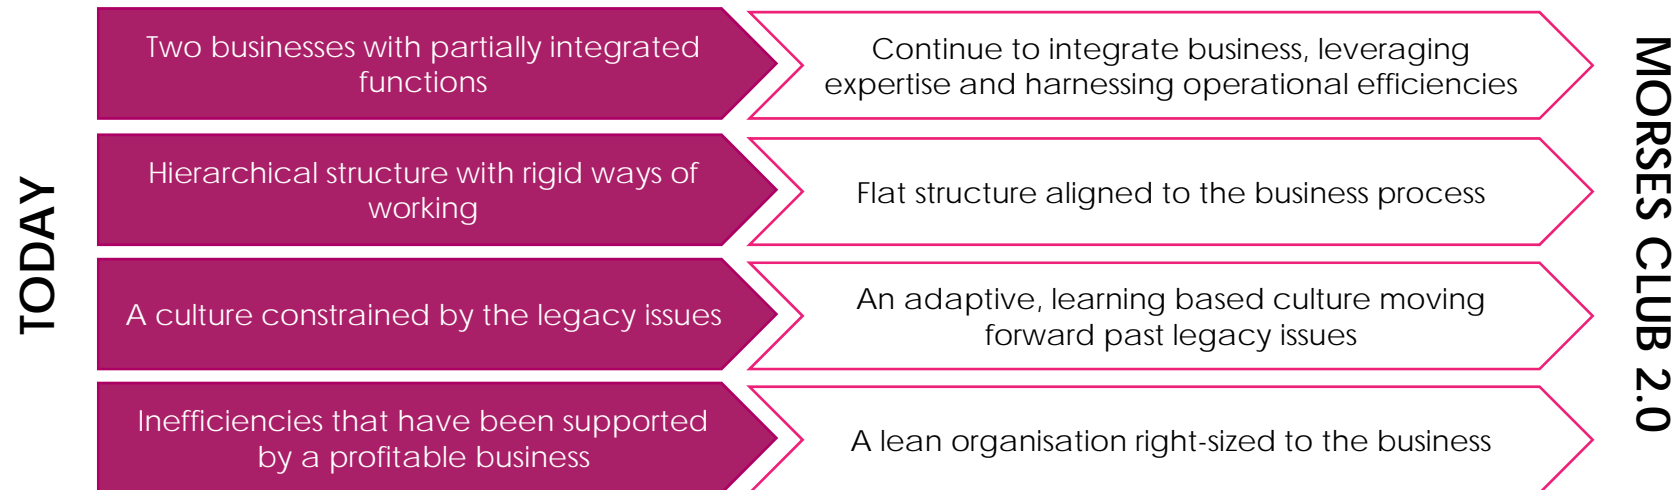 TODAY
Two businesses with partially integrated
functions
Continue to integrate business, leveraging
expertise and harnessing operational efficiencies
Hierarchical structure with rigid ways of
working
Flat structure aligned to the business process
A culture constrained by the legacy issues
An adaptive, learning based culture moving
forward past legacy issues
Inefficiencies that have been supported
by a profitable business
A lean organisation right-sized to the business
MORSES CLUB 2.0